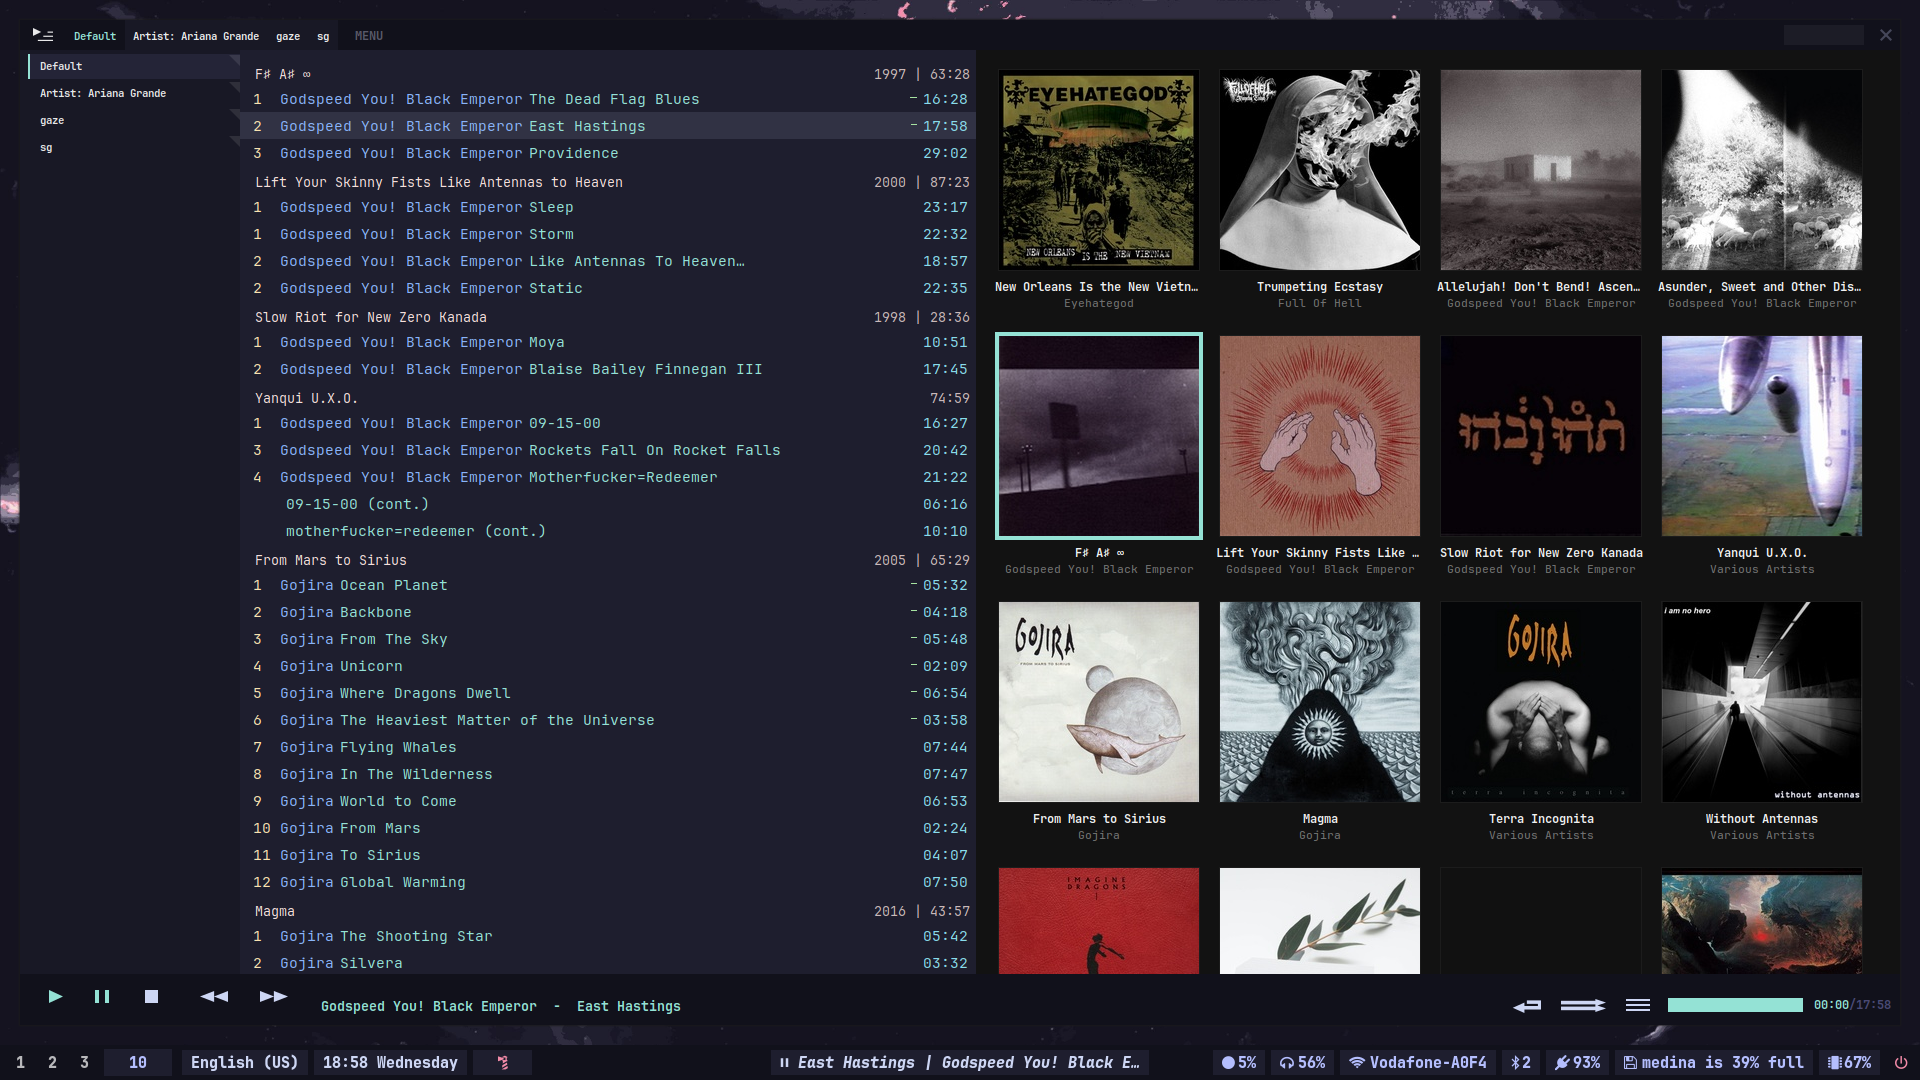 Default Artist: Ariana Grande gaze sg MENU
Default
Artist: Ariana Grande
gaze
sg
F♯ A♯ ∞ 1997 | 63:28
1 Godspeed You! Black Emperor The Dead Flag Blues 16:28
2 Godspeed You! Black Emperor East Hastings 17:58
3 Godspeed You! Black Emperor Providence 29:02
Lift Your Skinny Fists Like Antennas to Heaven 2000 | 87:23
1 Godspeed You! Black Emperor Sleep 23:17
1 Godspeed You! Black Emperor Storm 22:32
2 Godspeed You! Black Emperor Like Antennas To Heaven… 18:57
2 Godspeed You! Black Emperor Static 22:35
Slow Riot for New Zero Kanada 1998 | 28:36
1 Godspeed You! Black Emperor Moya 10:51
2 Godspeed You! Black Emperor Blaise Bailey Finnegan III 17:45
Yanqui U.X.O. 74:59
1 Godspeed You! Black Emperor 09-15-00 16:27
3 Godspeed You! Black Emperor Rockets Fall On Rocket Falls 20:42
4 Godspeed You! Black Emperor Motherfucker=Redeemer 21:22
09-15-00 (cont.) 06:16
motherfucker=redeemer (cont.) 10:10
From Mars to Sirius 2005 | 65:29
1 Gojira Ocean Planet 05:32
2 Gojira Backbone 04:18
3 Gojira From The Sky 05:48
4 Gojira Unicorn 02:09
5 Gojira Where Dragons Dwell 06:54
6 Gojira The Heaviest Matter of the Universe 03:58
7 Gojira Flying Whales 07:44
8 Gojira In The Wilderness 07:47
9 Gojira World to Come 06:53
10 Gojira From Mars 02:24
11 Gojira To Sirius 04:07
12 Gojira Global Warming 07:50
Magma 2016 | 43:57
1 Gojira The Shooting Star 05:42
2 Gojira Silvera 03:32
EYEHATEGOD
NEW ORLEANS IS THE NEW VIETNAM
FULL OF HELL
New Orleans Is the New Vietn…
Eyehategod
Trumpeting Ecstasy
Full Of Hell
Allelujah! Don't Bend! Ascen…
Godspeed You! Black Emperor
Asunder, Sweet and Other Dis…
Godspeed You! Black Emperor
F♯ A♯ ∞
Godspeed You! Black Emperor
Lift Your Skinny Fists Like …
Godspeed You! Black Emperor
Slow Riot for New Zero Kanada
Godspeed You! Black Emperor
Yanqui U.X.O.
Various Artists
GOJIRA
FROM MARS TO SIRIUS
GOJIRA
terra incognita
i am no hero
without antennas
From Mars to Sirius
Gojira
Magma
Gojira
Terra Incognita
Various Artists
Without Antennas
Various Artists
IMAGINE
DRAGONS
Godspeed You! Black Emperor - East Hastings
00:00/17:58
1 2 3 10 English (US) 18:58 Wednesday East Hastings | Godspeed You! Black E… 5% 56% Vodafone-A0F4 2 93% medina is 39% full 67%